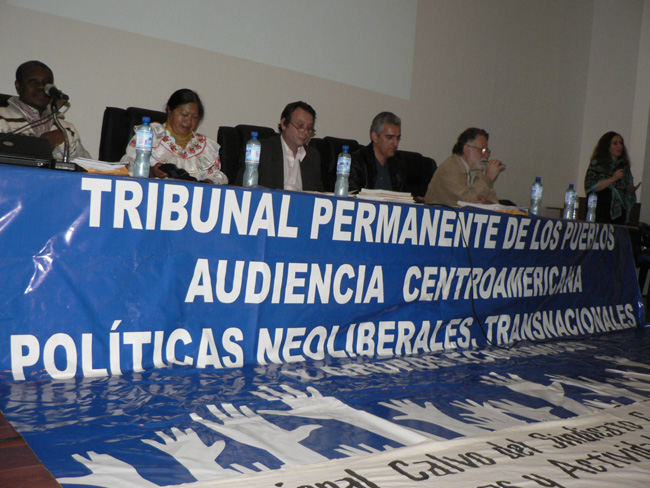 TRIBUNAL PERMANENTE DE LOS PUEBLOS
AUDIENCIA CENTROAMERICANA
POLÍTICAS NEOLIBERALES, TRANSNACIONALES
Calvo del Sindicato
y